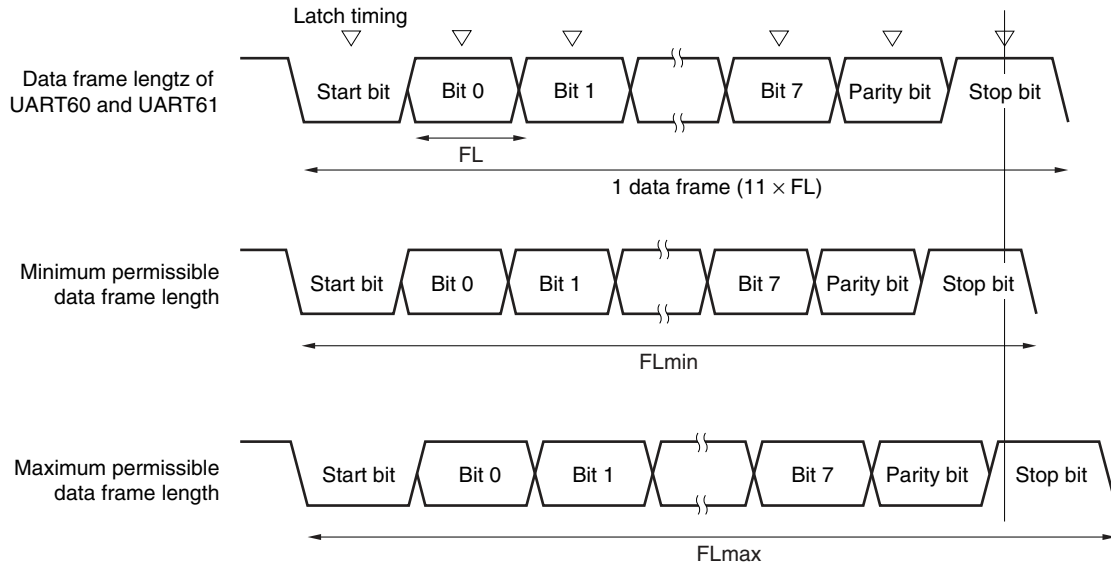 Latch timing
Data frame lengtz of
UART60 and UART61
Start bit
Bit 0
Bit 1
Bit 7
Parity bit
Stop bit
FL
1 data frame (11 × FL)
Minimum permissible
data frame length
Start bit
Bit 0
Bit 1
Bit 7
Parity bit
Stop bit
FLmin
Maximum permissible
data frame length
Start bit
Bit 0
Bit 1
Bit 7
Parity bit
Stop bit
FLmax